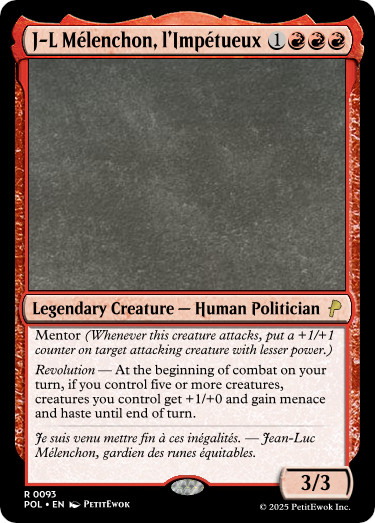 J-L Mélenchon, l'Impétueux 1
Legendary Creature — Human Politician
Mentor (Whenever this creature attacks, put a +1/+1
counter on target attacking creature with lesser power.)
Revolution — At the beginning of combat on your
turn, if you control five or more creatures,
creatures you control get +1/+0 and gain menace
and haste until end of turn.
Je suis venu mettre fin à ces inégalités. — Jean-Luc
Mélenchon, gardien des runes équitables.
3/3
R 0093
POL • EN PetitEwok
© 2025 PetitEwok Inc.